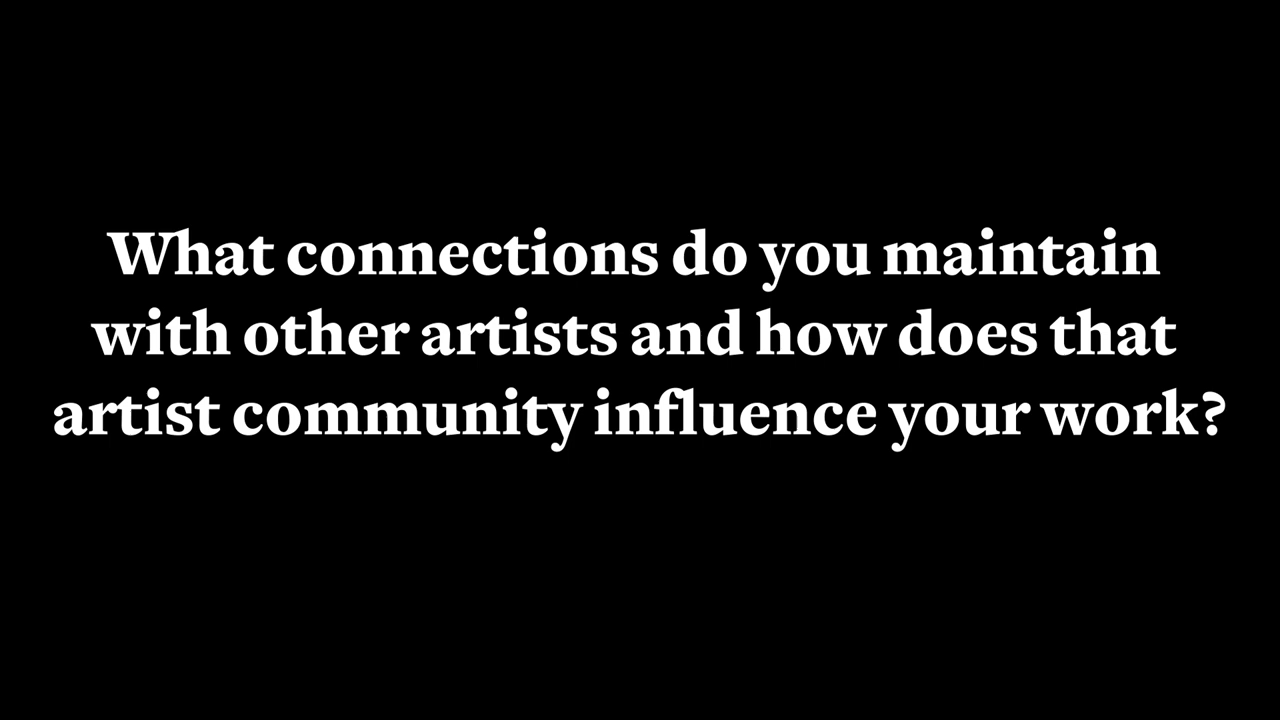 What connections do you maintain
with other artists and how does that
artist community influence your work?